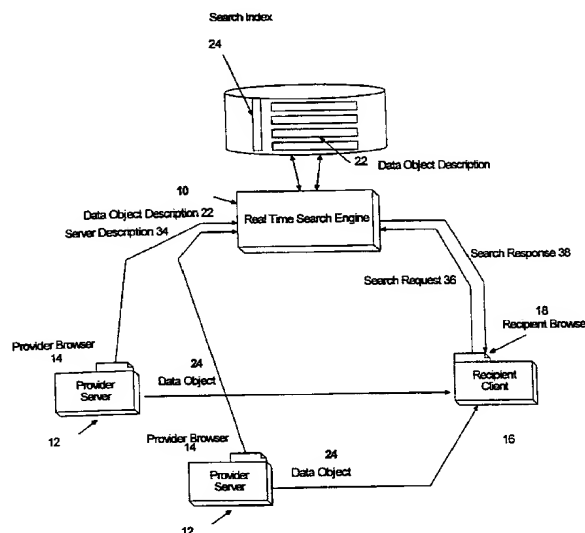 Search Index
24
22 Data Object Description
10
Data Object Description 22
Server Description 34
Real Time Search Engine
Search Response 38
Search Request 36
18
Recipient Browser
Provider Browser
14
24
Data Object
Provider
Server
Recipient
Client
12
Provider Browser
14
24
Data Object
16
Provider
Server
12